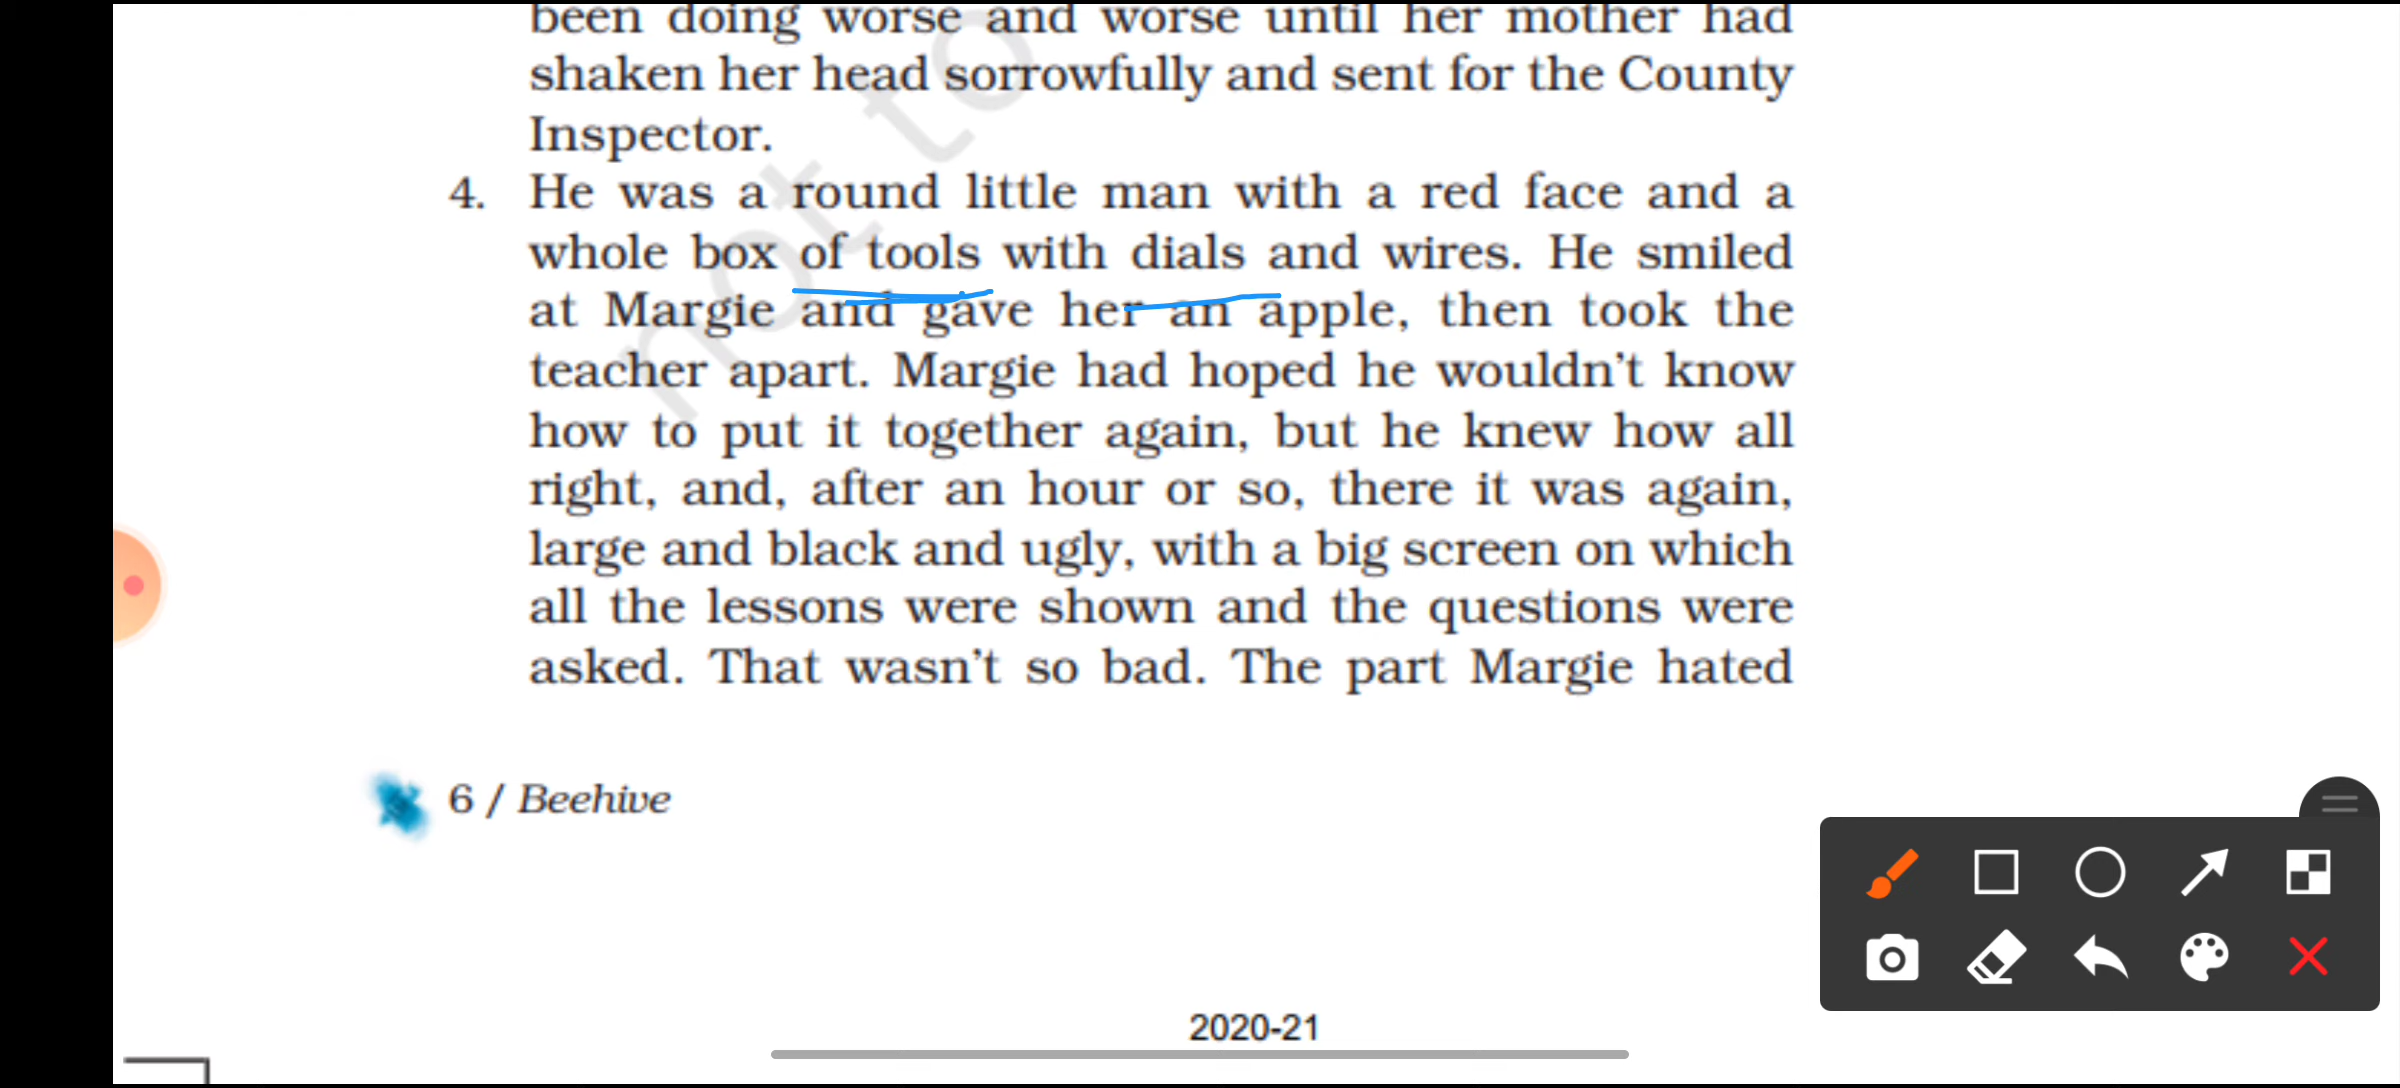 been doing worse and worse until her mother had
shaken her head sorrowfully and sent for the County
Inspector.
4. He was a round little man with a red face and a
whole box of tools with dials and wires. He smiled
at Margie and gave her an apple, then took the
teacher apart. Margie had hoped he wouldn't know
how to put it together again, but he knew how all
right, and, after an hour or so, there it was again,
large and black and ugly, with a big screen on which
all the lessons were shown and the questions were
asked. That wasn't so bad. The part Margie hated
6 / Beehive
2020-21
not to